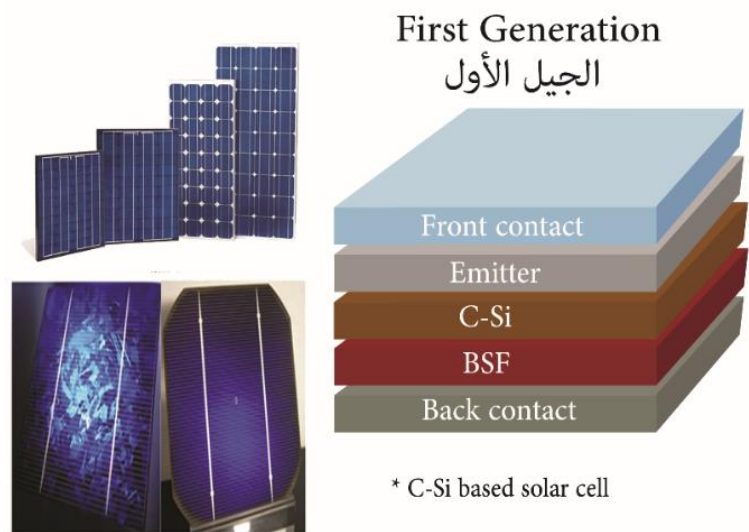 First Generation
الجيل الأول
Front contact
Emitter
C-Si
BSF
Back contact
* C-Si based solar cell